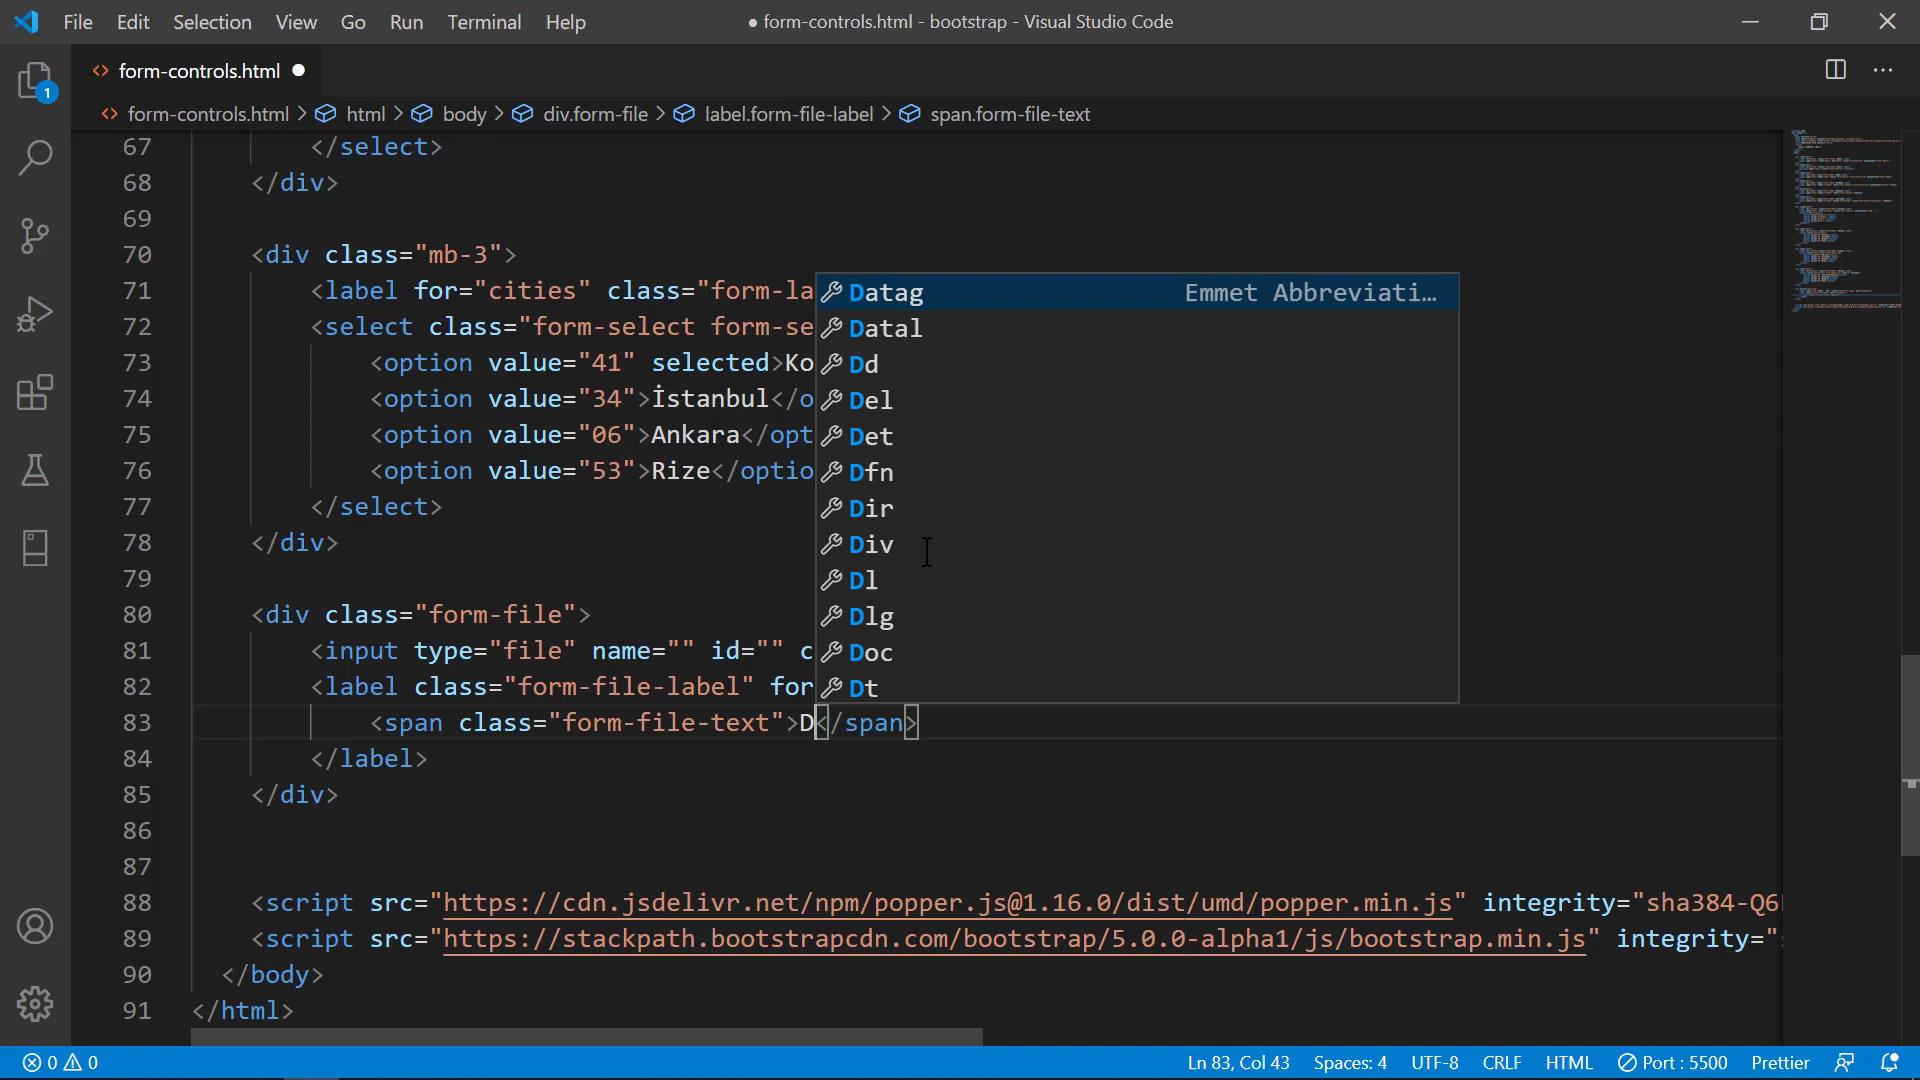 File Edit Selection View Go Run Terminal Help
● form-controls.html - bootstrap - Visual Studio Code
form-controls.html
form-controls.html > html > body > div.form-file > label.form-file-label > span.form-file-text
1
67 </select>
68 </div>
69
70 <div class="mb-3">
71 <label for="cities" class="form-la
72 <select class="form-select form-se
73 <option value="41" selected>Ko
74 <option value="34">İstanbul</o
75 <option value="06">Ankara</opt
76 <option value="53">Rize</optio
77 </select>
78 </div>
79
80 <div class="form-file">
81 <input type="file" name="" id="" c
82 <label class="form-file-label" for
83 <span class="form-file-text">D</span>
84 </label>
85 </div>
86
87
88 <script src="https://cdn.jsdelivr.net/npm/popper.js@1.16.0/dist/umd/popper.min.js" integrity="sha384-Q6
89 <script src="https://stackpath.bootstrapcdn.com/bootstrap/5.0.0-alpha1/js/bootstrap.min.js" integrity="
90 </body>
91 </html>
Datag Emmet Abbreviati…
Datal
Dd
Del
Det
Dfn
Dir
Div
Dl
Dlg
Doc
Dt
0 0 Ln 83, Col 43 Spaces: 4 UTF-8 CRLF HTML Port : 5500 Prettier